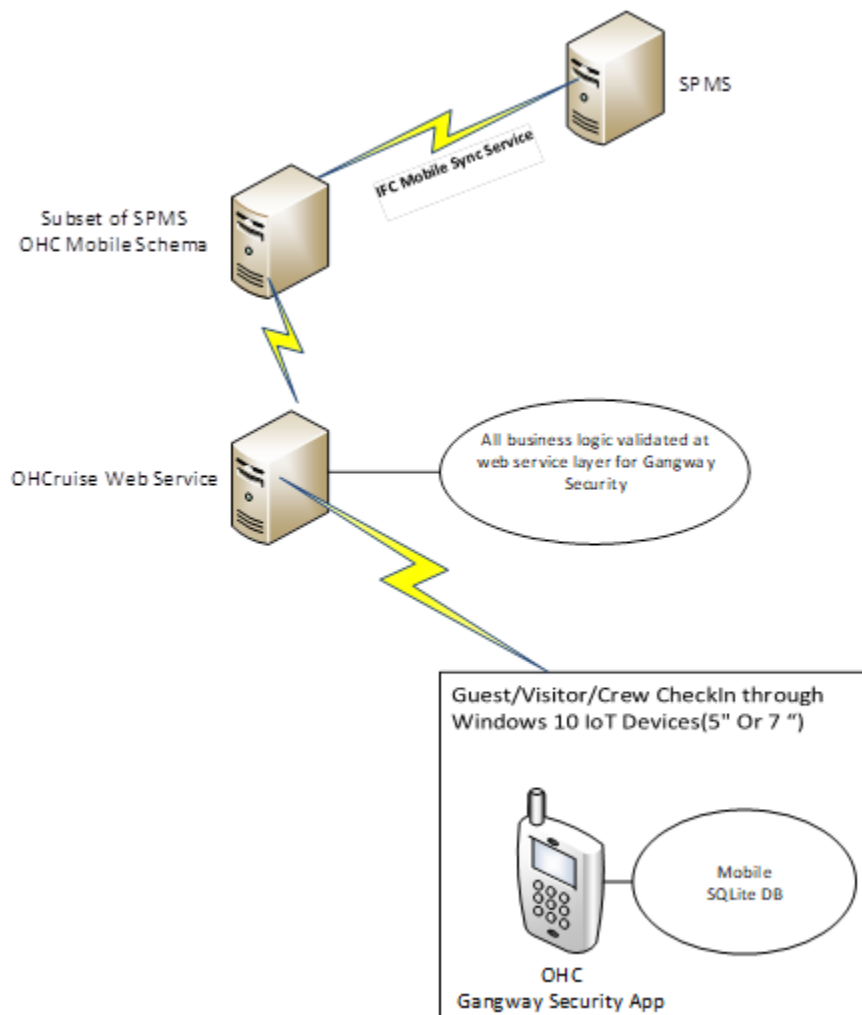 SPMS
IFC Mobile Sync Service
Subset of SPMS
OHC Mobile Schema
OHCruise Web Service
All business logic validated at
web service layer for Gangway
Security
Guest/Visitor/Crew CheckIn through
Windows 10 IoT Devices(5" Or 7 “)
Mobile
SQLite DB
OHC
Gangway Security App